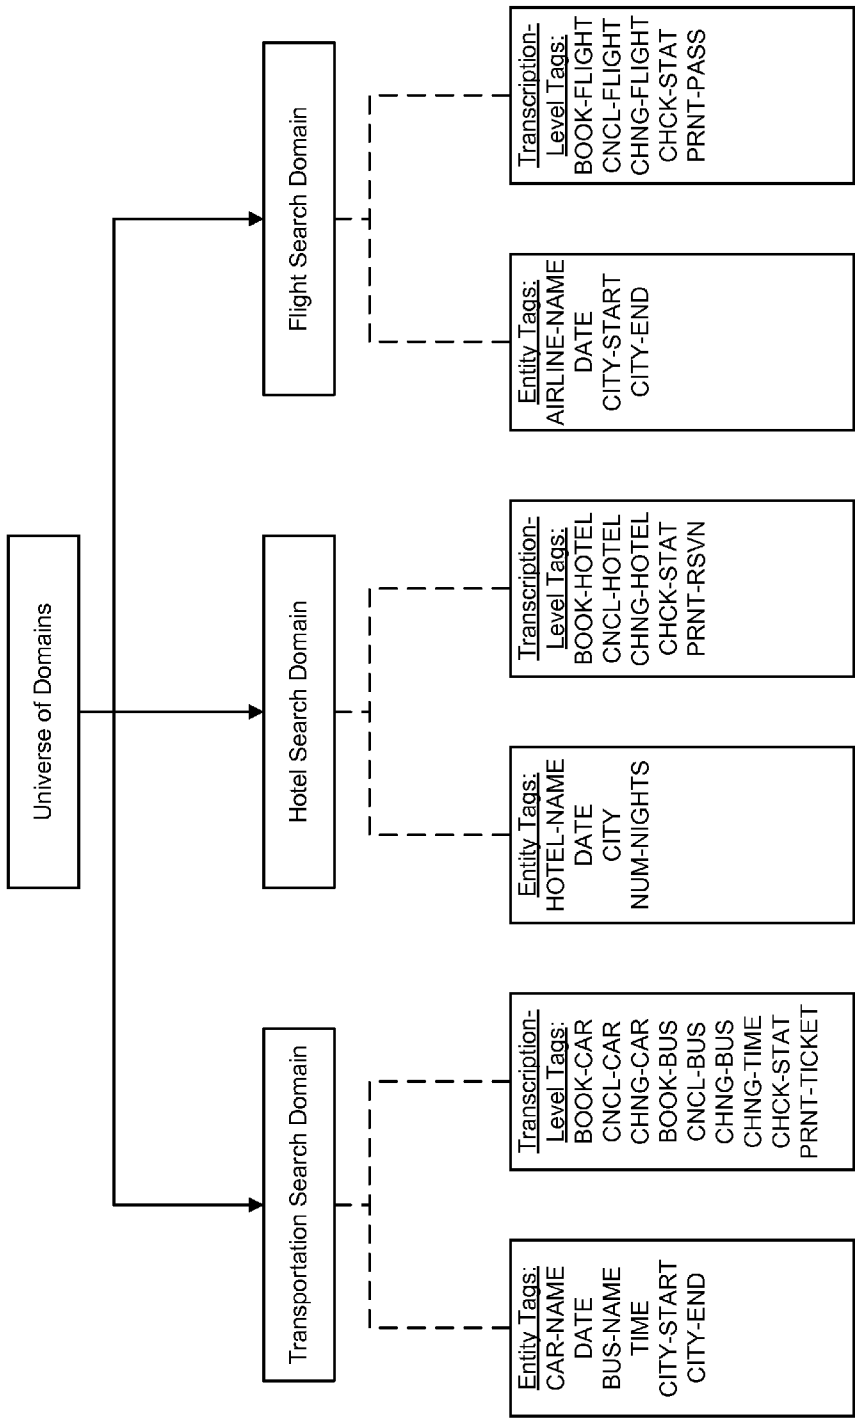 Universe of Domains
Transportation Search Domain
Hotel Search Domain
Flight Search Domain
Entity Tags:
CAR-NAME
DATE
BUS-NAME
TIME
CITY-START
CITY-END
Transcription-
Level Tags:
BOOK-CAR
CNCL-CAR
CHNG-CAR
BOOK-BUS
CNCL-BUS
CHNG-BUS
CHNG-TIME
CHCK-STAT
PRNT-TICKET
Entity Tags:
HOTEL-NAME
DATE
CITY
NUM-NIGHTS
Transcription-
Level Tags:
BOOK-HOTEL
CNCL-HOTEL
CHNG-HOTEL
CHCK-STAT
PRNT-RSVN
Entity Tags:
AIRLINE-NAME
DATE
CITY-START
CITY-END
Transcription-
Level Tags:
BOOK-FLIGHT
CNCL-FLIGHT
CHNG-FLIGHT
CHCK-STAT
PRNT-PASS